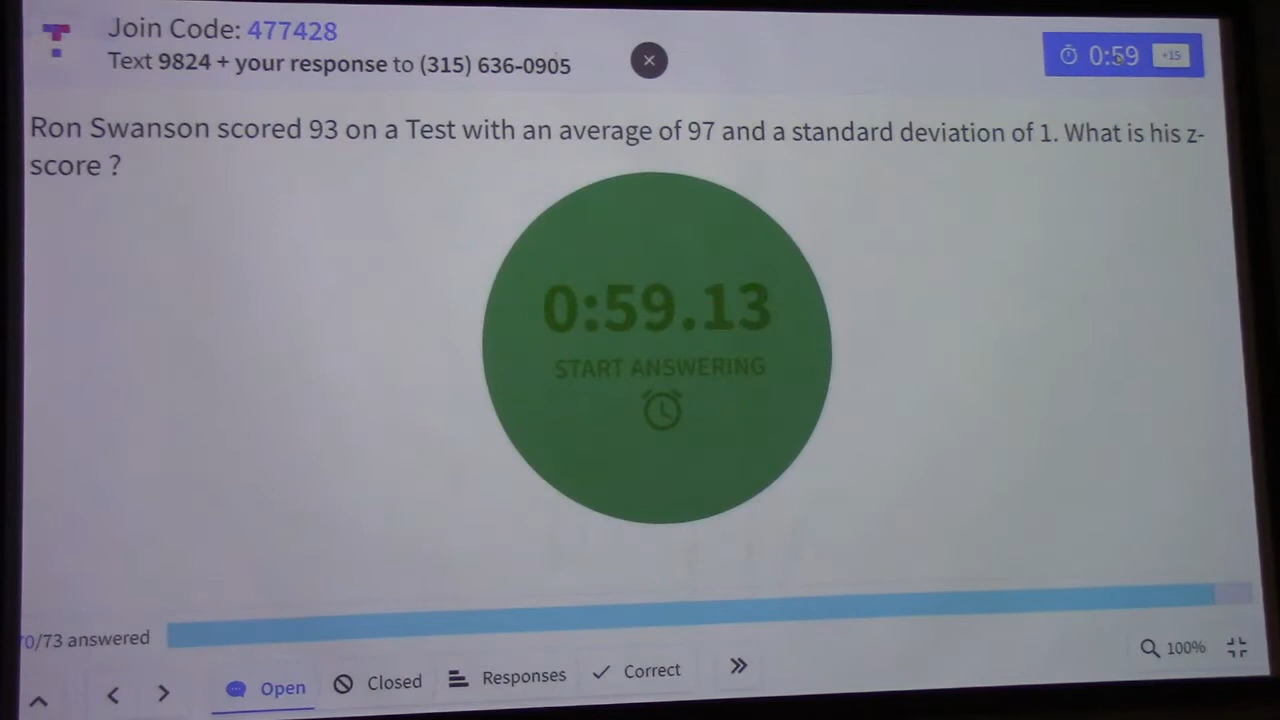 Join Code: 477428
Text 9824 + your response to (315) 636-0905
0:59 +15
Ron Swanson scored 93 on a Test with an average of 97 and a standard deviation of 1. What is his z-
score ?
0:59.13
START ANSWERING
0/73 answered
100%
Open Closed Responses Correct